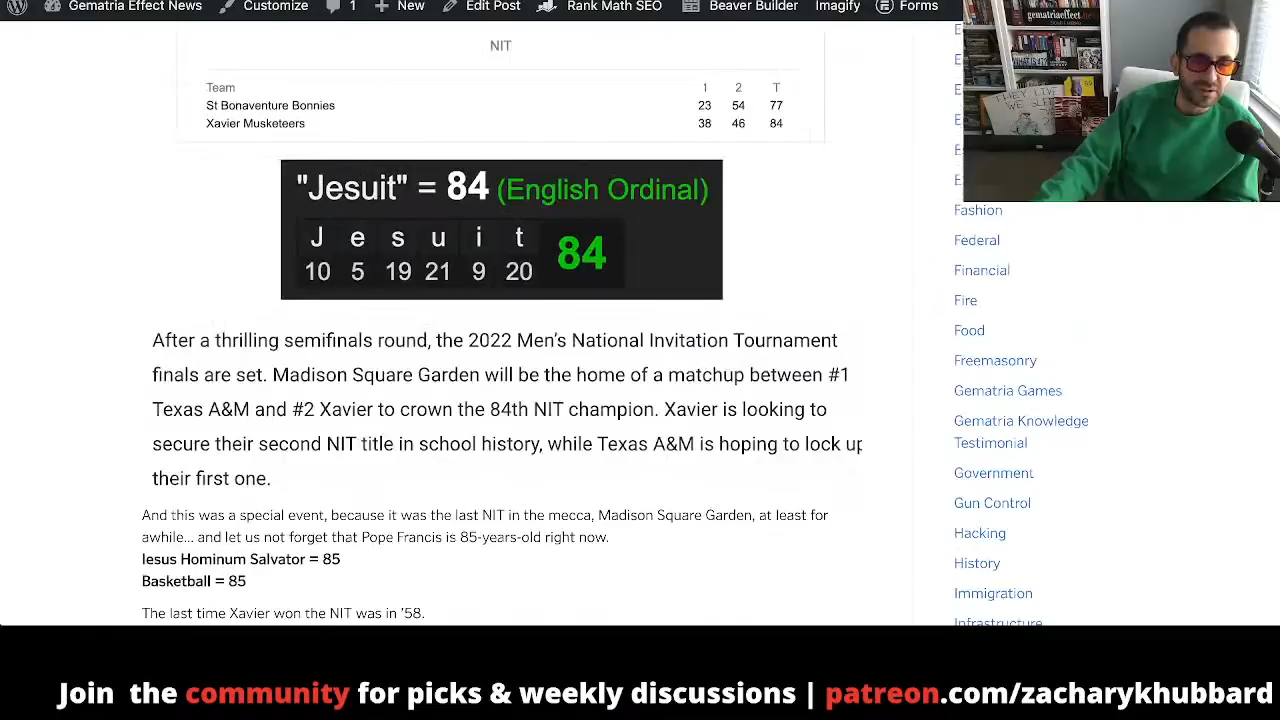 Gematria Effect News Customize 1 New Edit Post Rank Math SEO Beaver Builder Imagify Forms
NIT
Team 1 2 T
St Bonaventure Bonnies 23 54 77
Xavier Musketeers 38 46 84
"Jesuit" = 84 (English Ordinal)
J e s u i t
10 5 19 21 9 20 84
After a thrilling semifinals round, the 2022 Men's National Invitation Tournament
finals are set. Madison Square Garden will be the home of a matchup between #1
Texas A&M and #2 Xavier to crown the 84th NIT champion. Xavier is looking to
secure their second NIT title in school history, while Texas A&M is hoping to lock up
their first one.
And this was a special event, because it was the last NIT in the mecca, Madison Square Garden, at least for
awhile... and let us not forget that Pope Francis is 85-years-old right now.
Iesus Hominum Salvator = 85
Basketball = 85
The last time Xavier won the NIT was in '58.
Fashion
Federal
Financial
Fire
Food
Freemasonry
Gematria Games
Gematria Knowledge
Testimonial
Government
Gun Control
Hacking
History
Immigration
Infrastructure
gematriaeffect
THEY LIVE
WE SLEEP
Join the community for picks & weekly discussions | patreon.com/zacharykhubbard